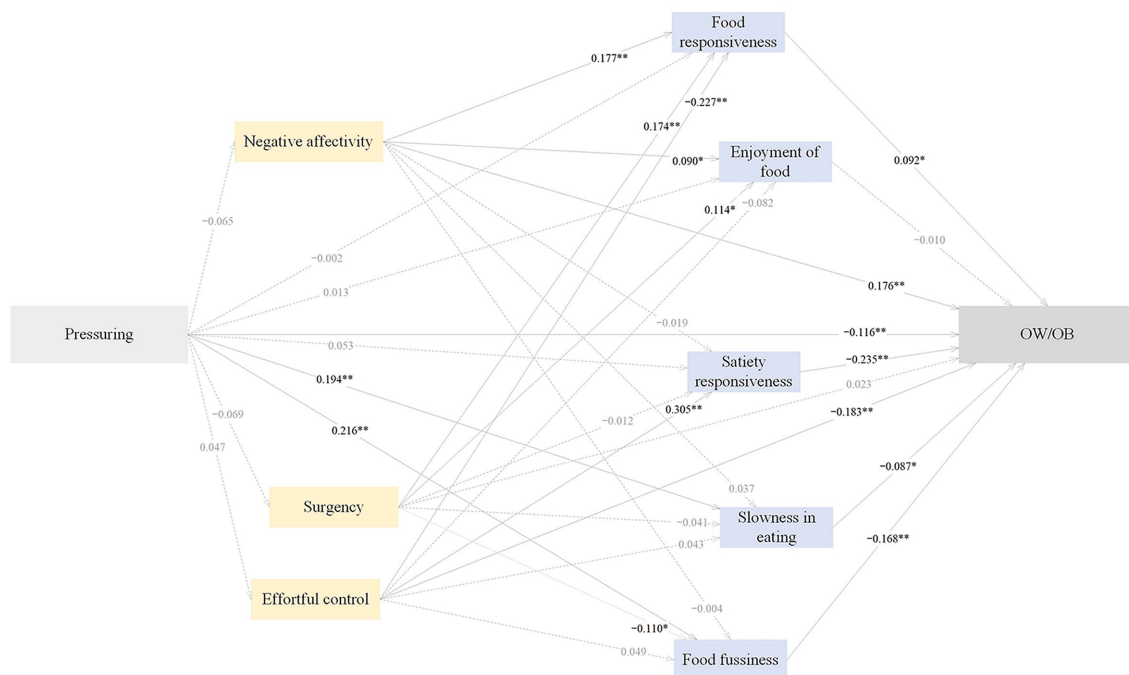 Food
responsiveness
0.177**
−0.227**
0.174**
Negative affectivity
Enjoyment of
food
0.090*
0.092*
−0.082
0.114*
−0.065
−0.010
−0.002
0.013
0.176**
Pressuring
−0.019
−0.116**
OW/OB
0.053
Satiety
responsiveness
−0.235**
0.194**
0.023
−0.069
0.305**
−0.183**
−0.012
0.216**
0.047
−0.087*
0.037
Surgency
Slowness in
eating
−0.041
−0.168**
0.043
Effortful control
−0.004
−0.110*
0.049
Food fussiness